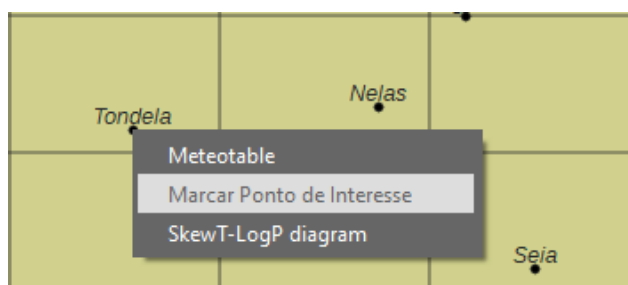 Nelas
Tondela
Meteotable
Marcar Ponto de Interesse
SkewT-LogP diagram
Seia